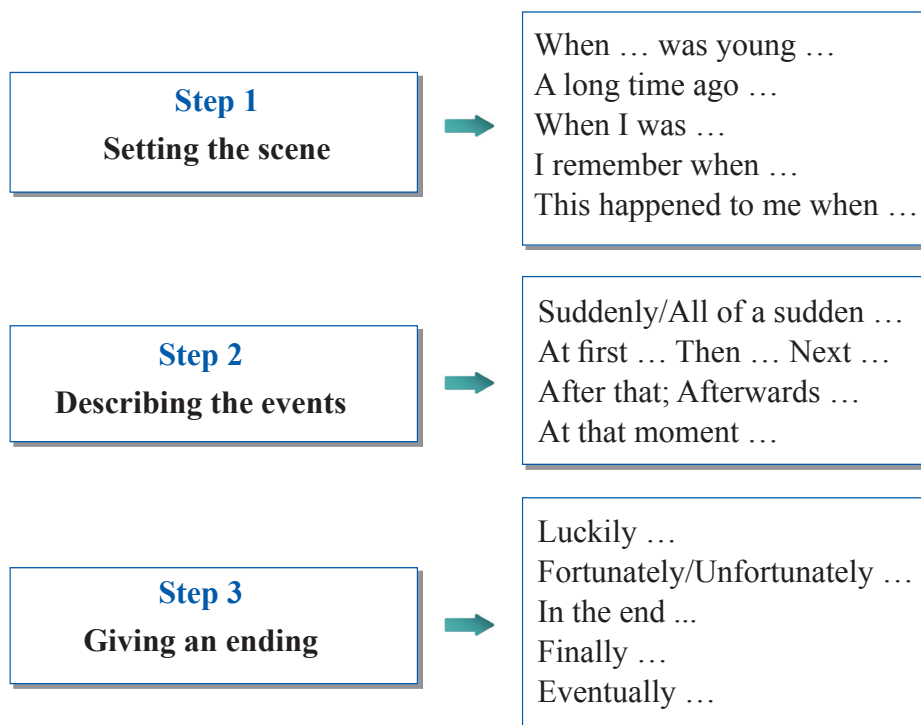 Step 1
Setting the scene
When … was young …
A long time ago …
When I was …
I remember when …
This happened to me when …
Step 2
Describing the events
Suddenly/All of a sudden …
At first … Then … Next …
After that; Afterwards …
At that moment …
Step 3
Giving an ending
Luckily …
Fortunately/Unfortunately …
In the end ...
Finally …
Eventually …